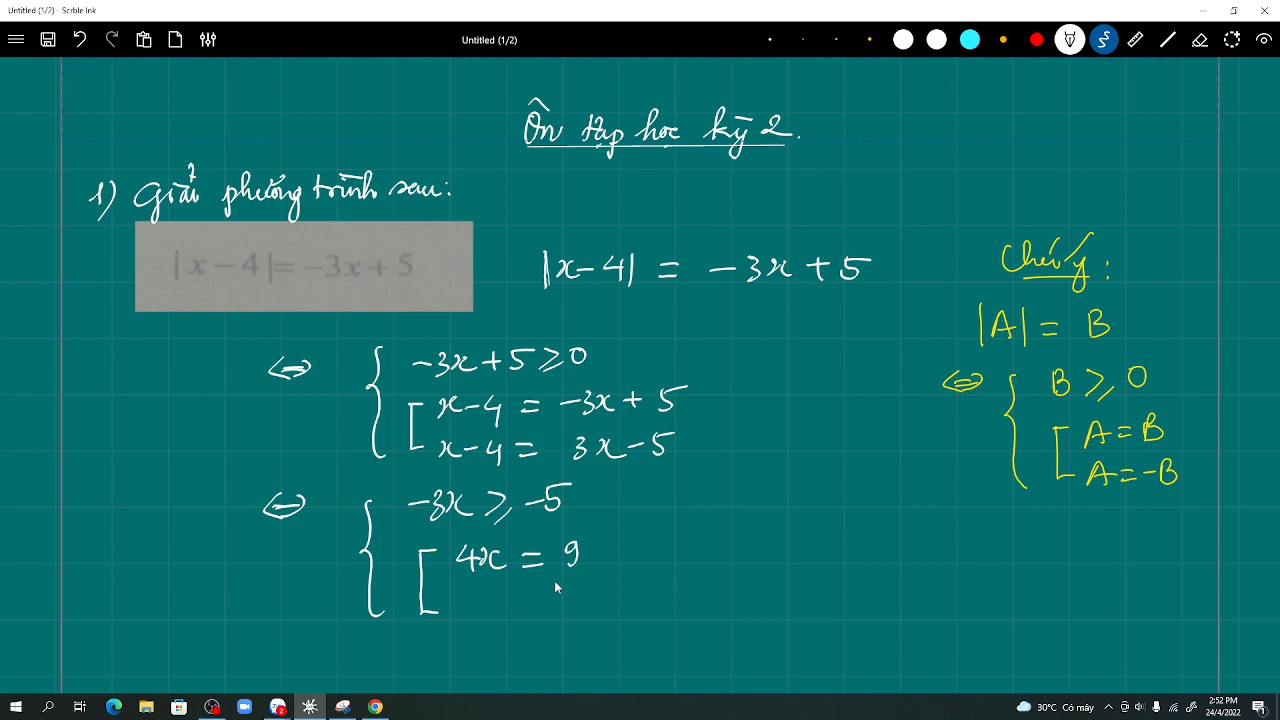 Untitled (1/2) - Scrble Ink
Untitled (1/2)
Ôn tập học kỳ 2.
1) Giải phương trình sau:
| x − 4 | = −3x + 5
|x − 4| = −3x + 5
⇔ { −3x + 5 ≥ 0
[ x − 4 = −3x + 5
x − 4 = 3x − 5
⇔ { −3x ≥ −5
[ 4x = 9
Chú ý:
|A| = B
⇔ { B ≥ 0
[ A = B
A = −B
30°C Có mây
2:52 PM
24/4/2022